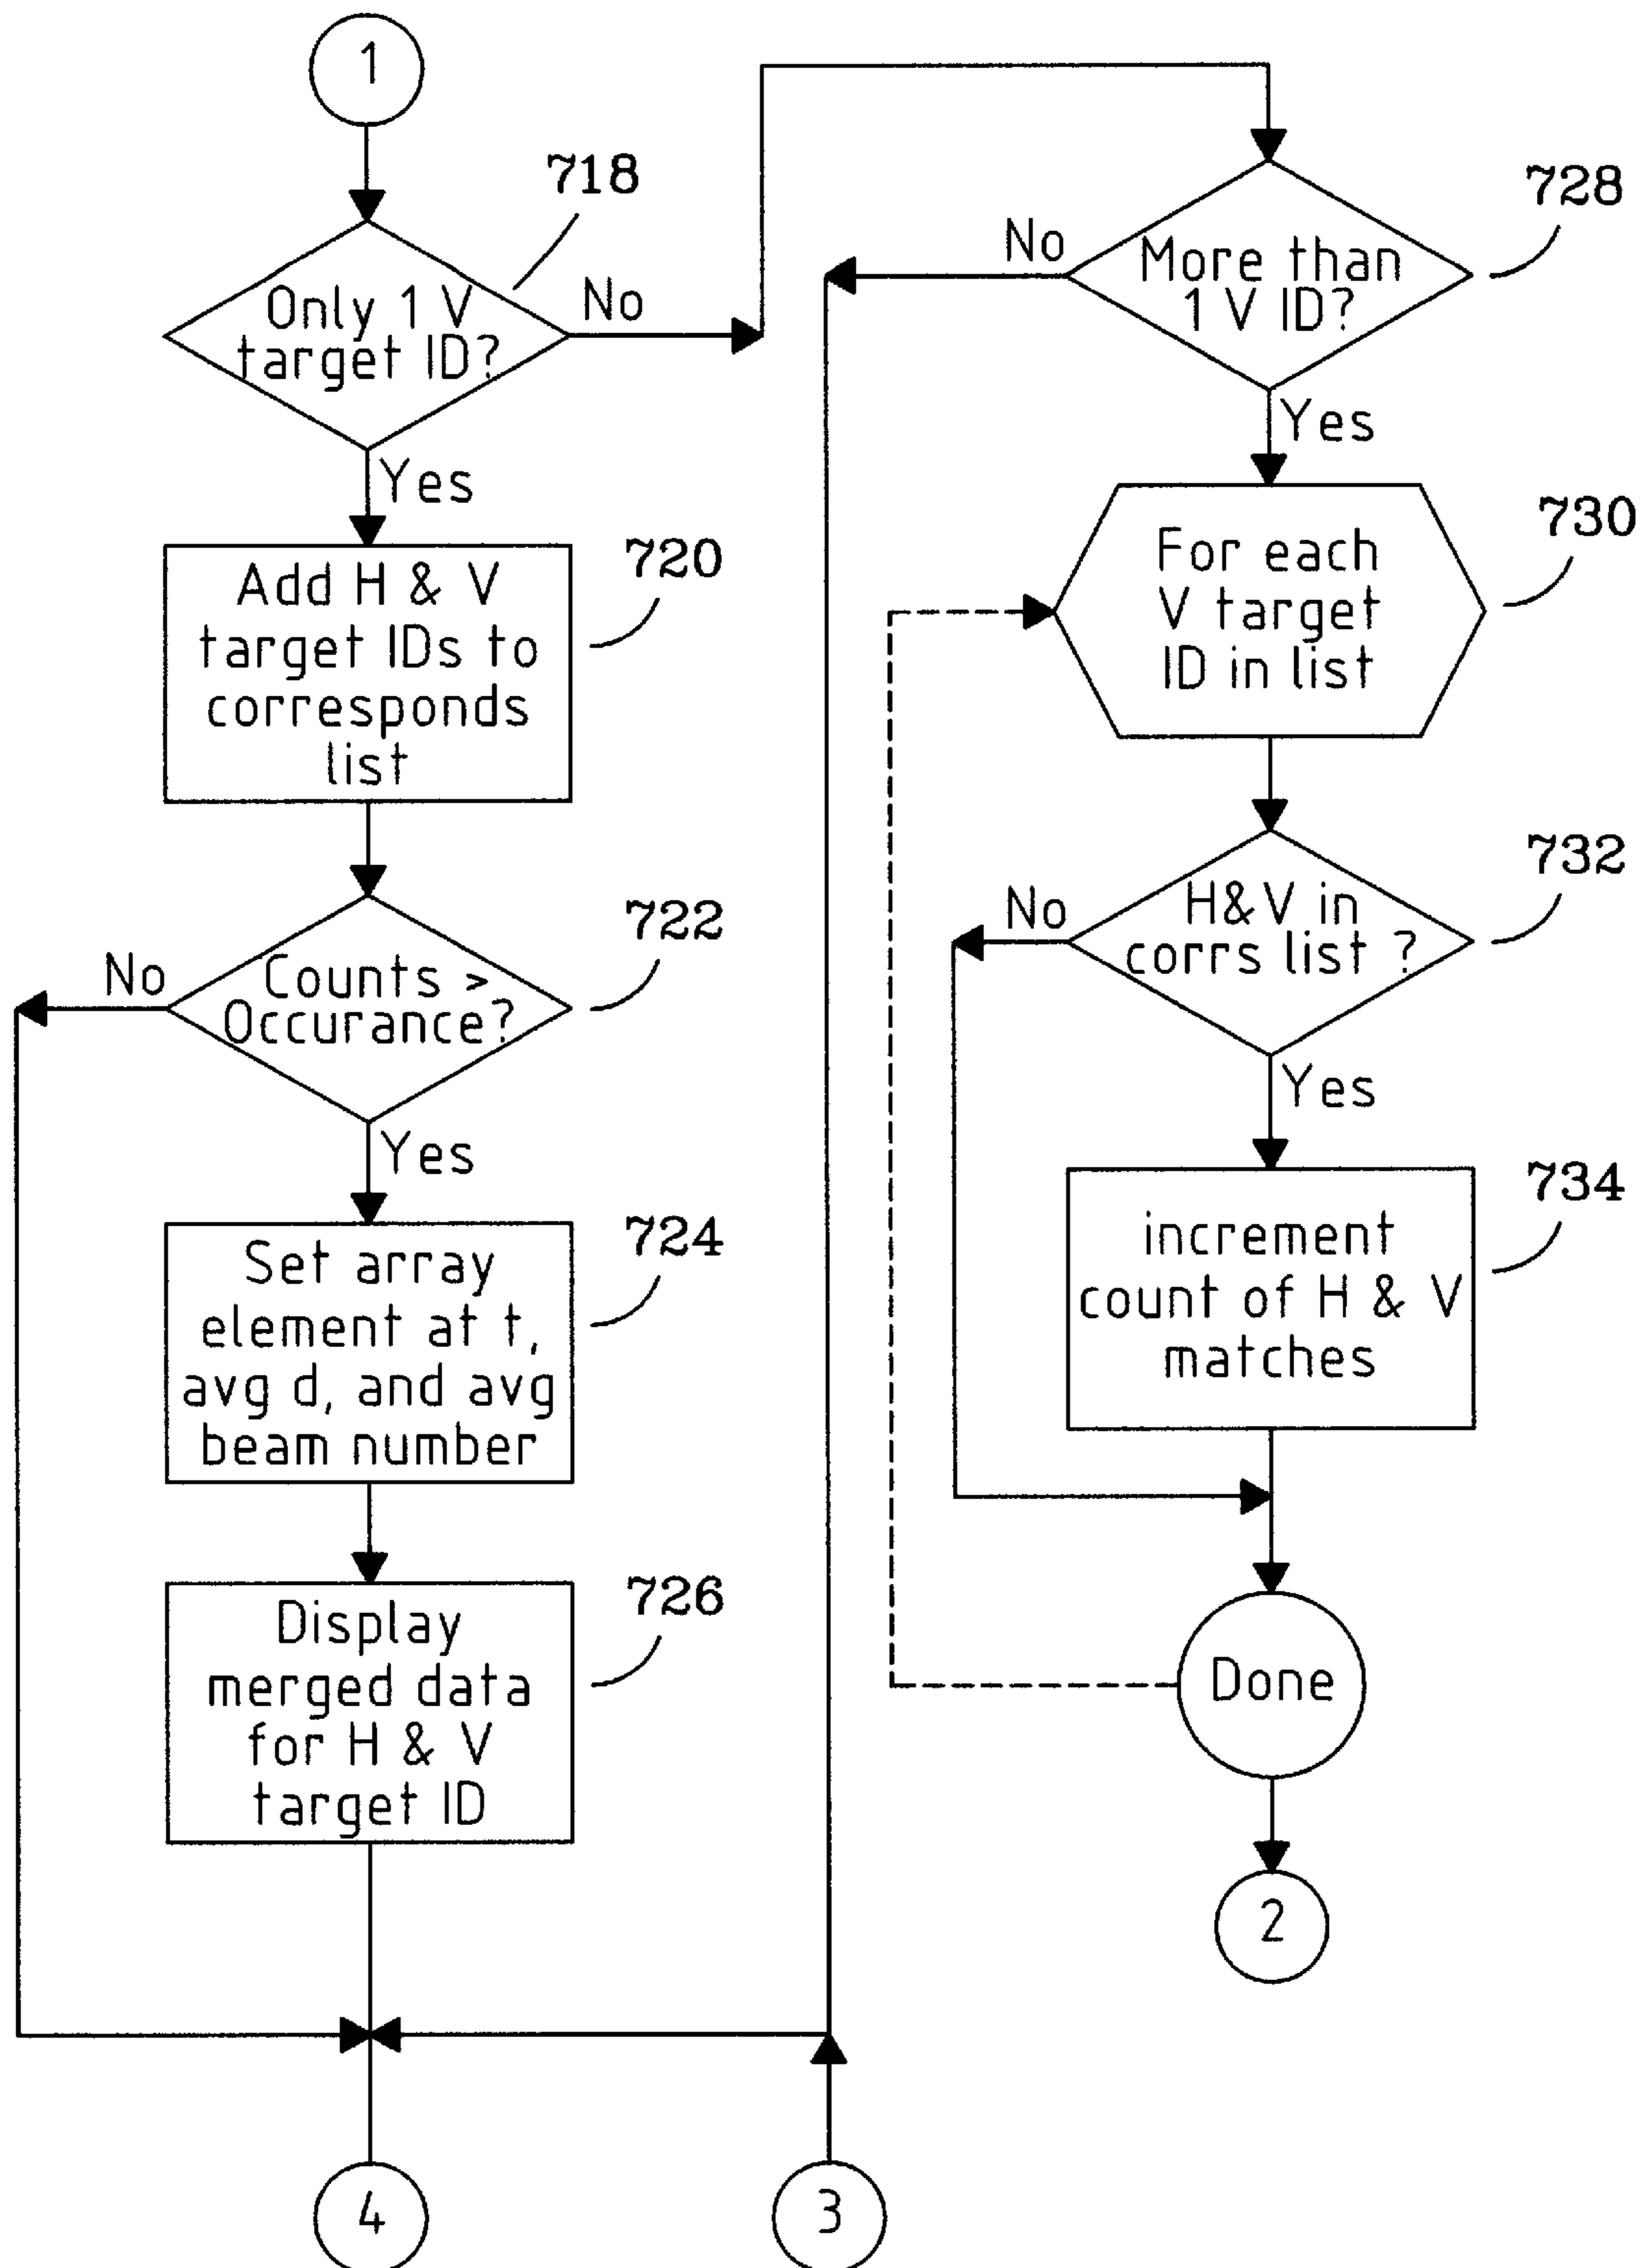 1
718
Only 1 V
target ID?
No
Yes
720
Add H & V
target IDs to
corresponds
list
722
Counts >
Occurance?
No
Yes
724
Set array
element at t,
avg d, and avg
beam number
726
Display
merged data
for H & V
target ID
4
3
728
More than
1 V ID?
No
Yes
730
For each
V target
ID in list
732
H&V in
corrs list ?
No
Yes
734
increment
count of H & V
matches
Done
2